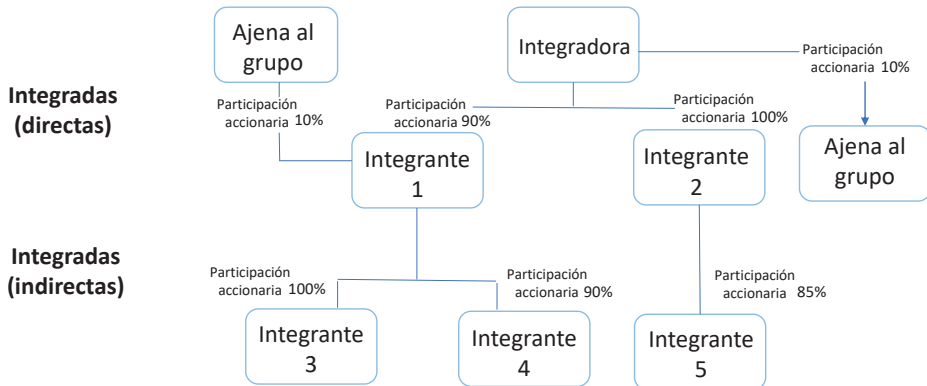 Ajena al
grupo
Integradora
Participación
accionaria 10%
Integradas
(directas)
Participación
accionaria 10%
Participación
accionaria 90%
Participación
accionaria 100%
Integrante
1
Integrante
2
Ajena al
grupo
Integradas
(indirectas)
Participación
accionaria 100%
Participación
accionaria 90%
Participación
accionaria 85%
Integrante
3
Integrante
4
Integrante
5